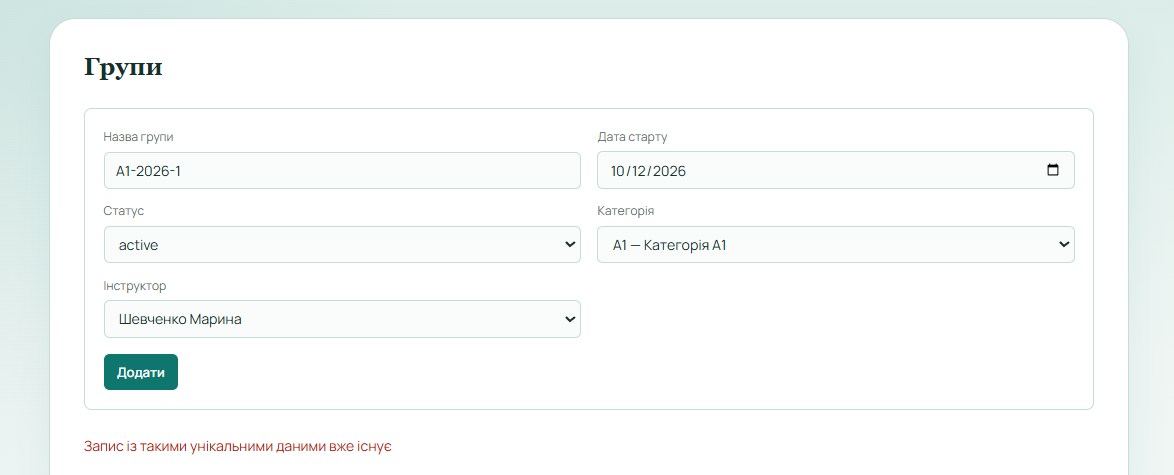 Групи
Назва групи
Дата старту
A1-2026-1
10/12/2026
Статус
Категорія
active
A1 — Категорія A1
Інструктор
Шевченко Марина
Додати
Запис із такими унікальними даними вже існує